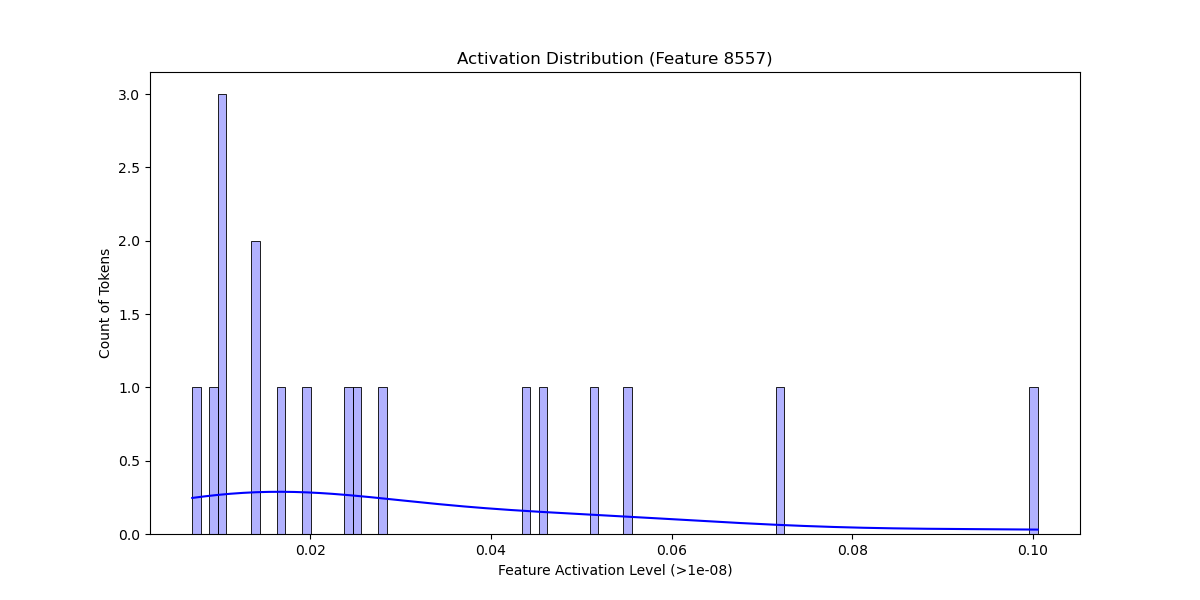 Activation Distribution (Feature 8557)
3.0
2.5
2.0
1.5
1.0
0.5
0.0
Count of Tokens
0.02 0.04 0.06 0.08 0.10
Feature Activation Level (>1e-08)